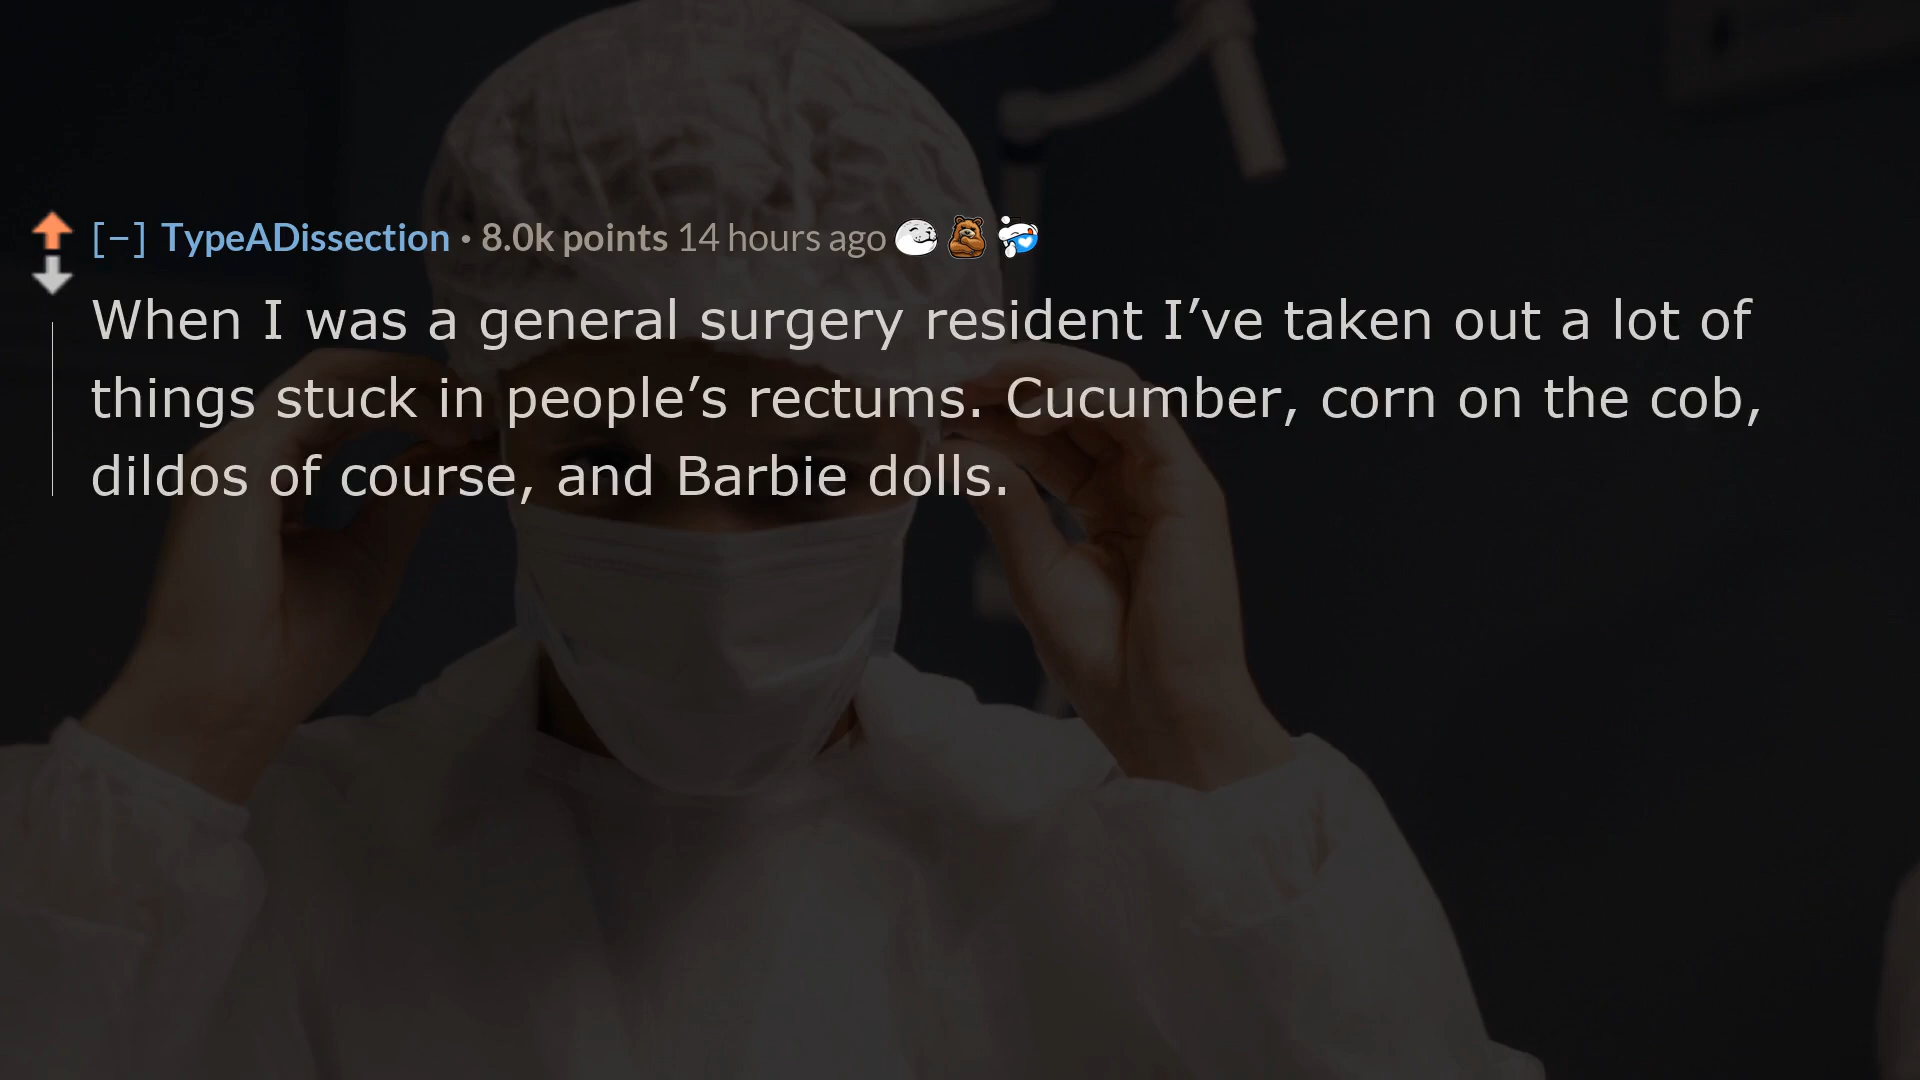 [–] TypeADissection · 8.0k points 14 hours ago
When I was a general surgery resident I’ve taken out a lot of
things stuck in people’s rectums. Cucumber, corn on the cob,
dildos of course, and Barbie dolls.